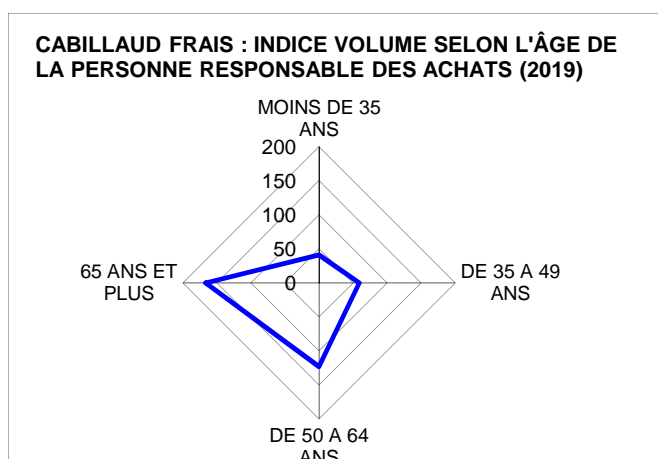 CABILLAUD FRAIS : INDICE VOLUME SELON L'ÂGE DE
LA PERSONNE RESPONSABLE DES ACHATS (2019)
MOINS DE 35
ANS
200
150
100
50
0
65 ANS ET
PLUS
DE 35 A 49
ANS
DE 50 A 64
ANS